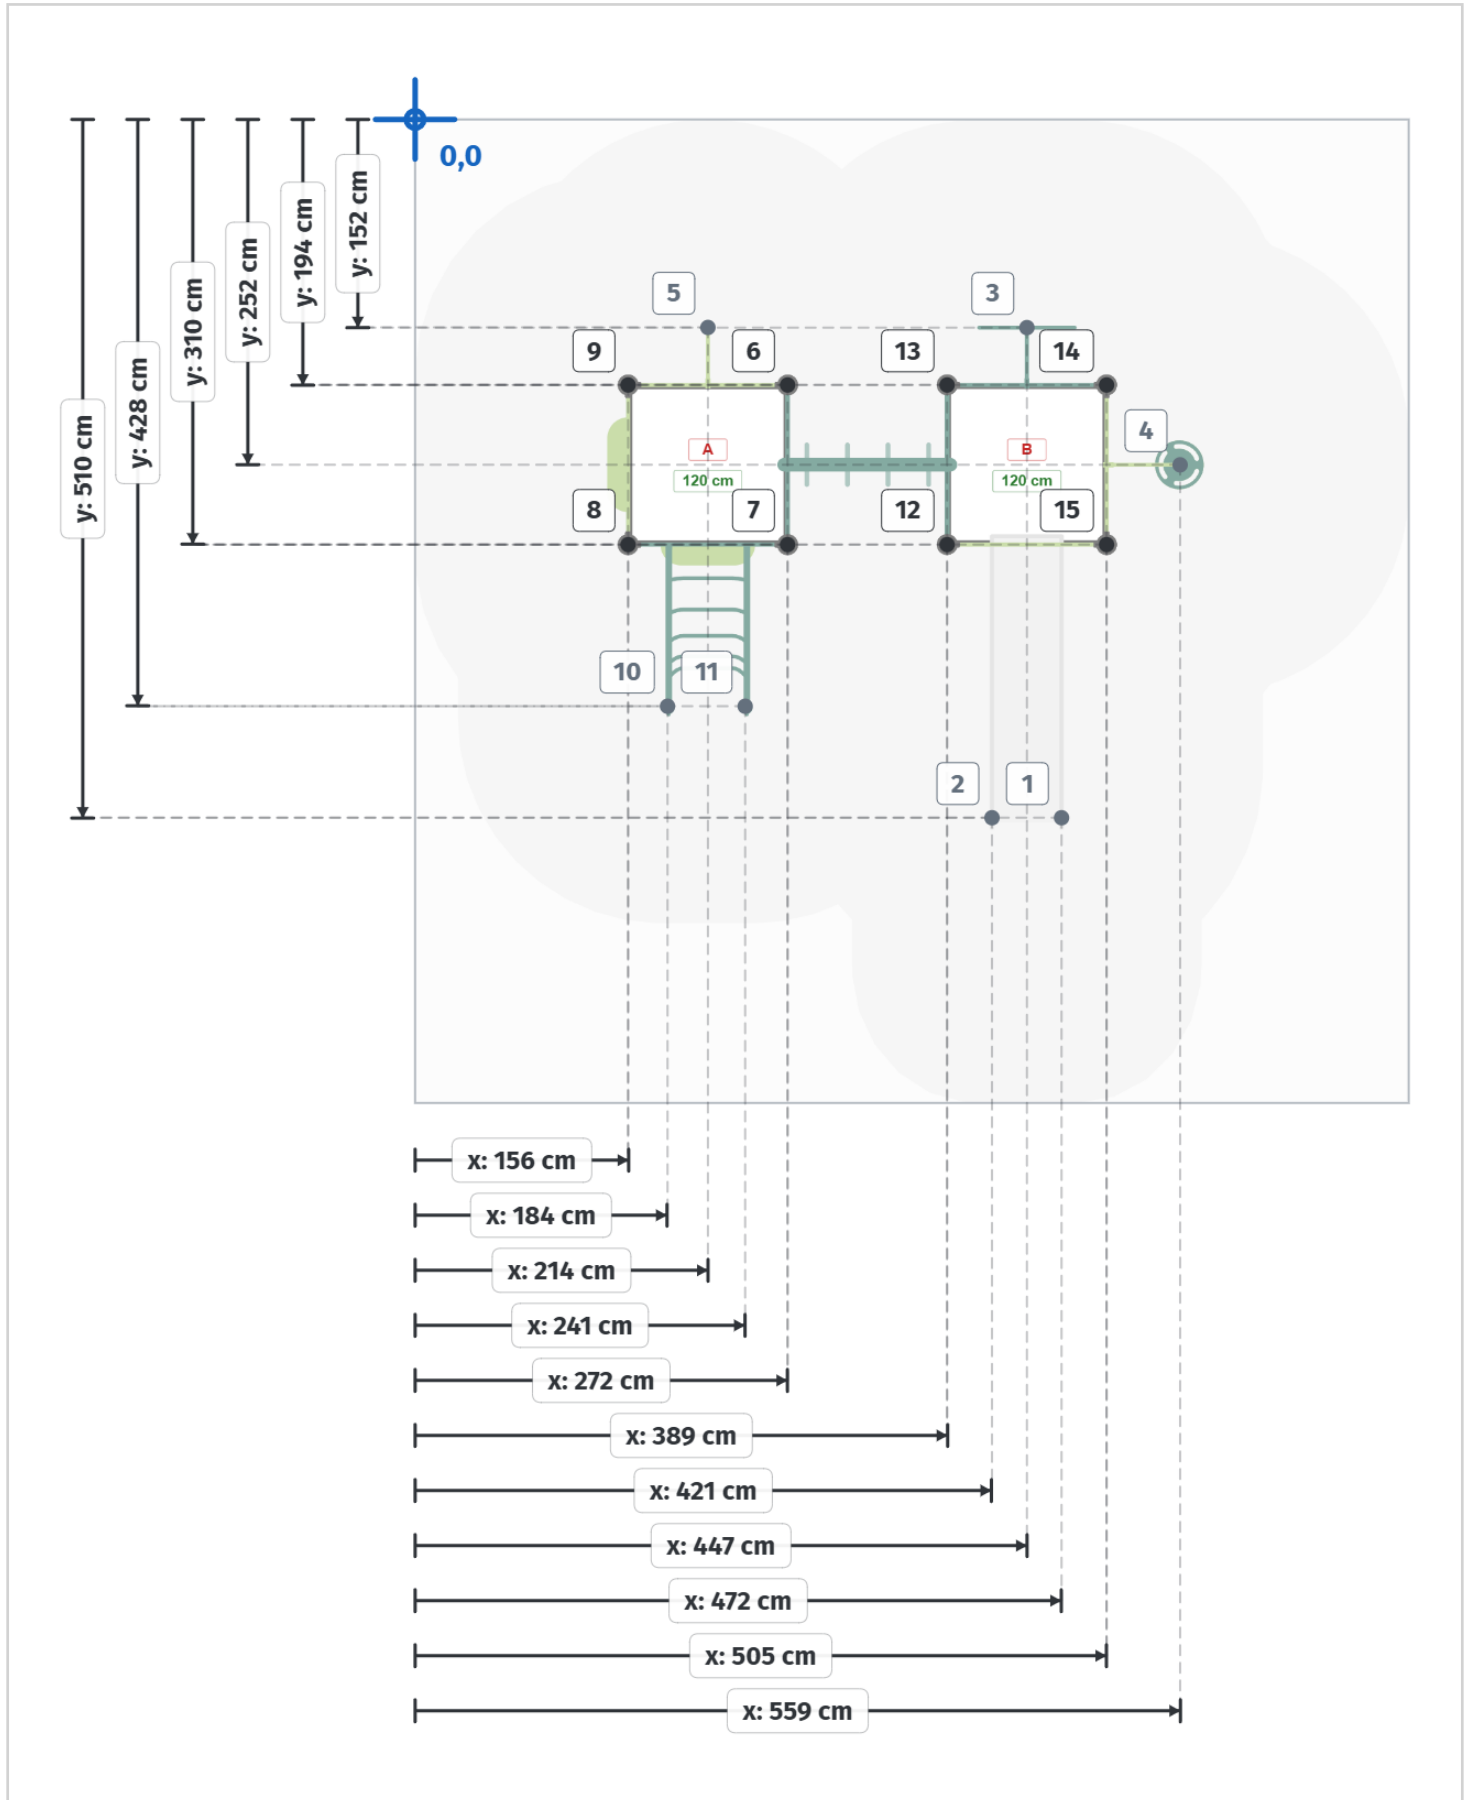 0,0
y: 510 cm
y: 428 cm
y: 310 cm
y: 252 cm
y: 194 cm
y: 152 cm
5
3
9
6
13
14
4
A
B
120 cm
120 cm
8
7
12
15
10
11
2
1
x: 156 cm
x: 184 cm
x: 214 cm
x: 241 cm
x: 272 cm
x: 389 cm
x: 421 cm
x: 447 cm
x: 472 cm
x: 505 cm
x: 559 cm